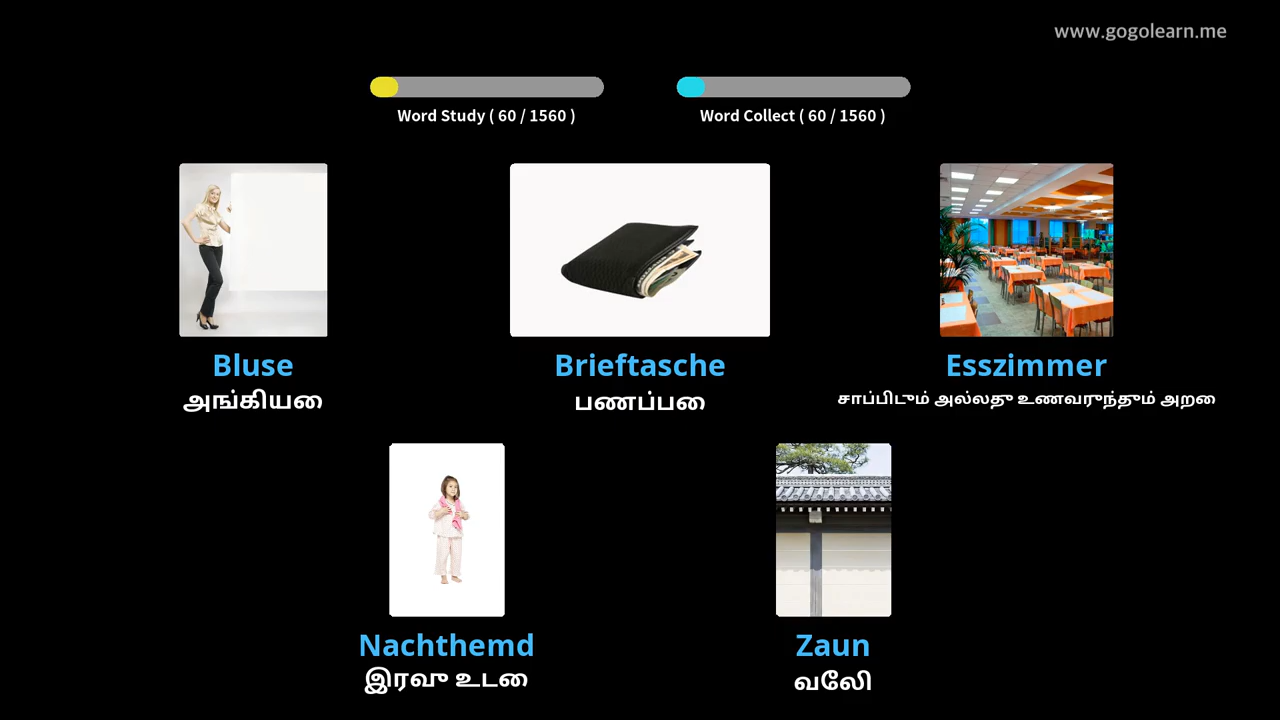 www.gogolearn.me
Word Study ( 60 / 1560 )
Word Collect ( 60 / 1560 )
Bluse
அங்கியை
Brieftasche
பணப்பை
Esszimmer
சாப்பிடும் அல்லது உணவருந்தும் அறை
Nachthemd
இரவு உடை
Zaun
வேலி